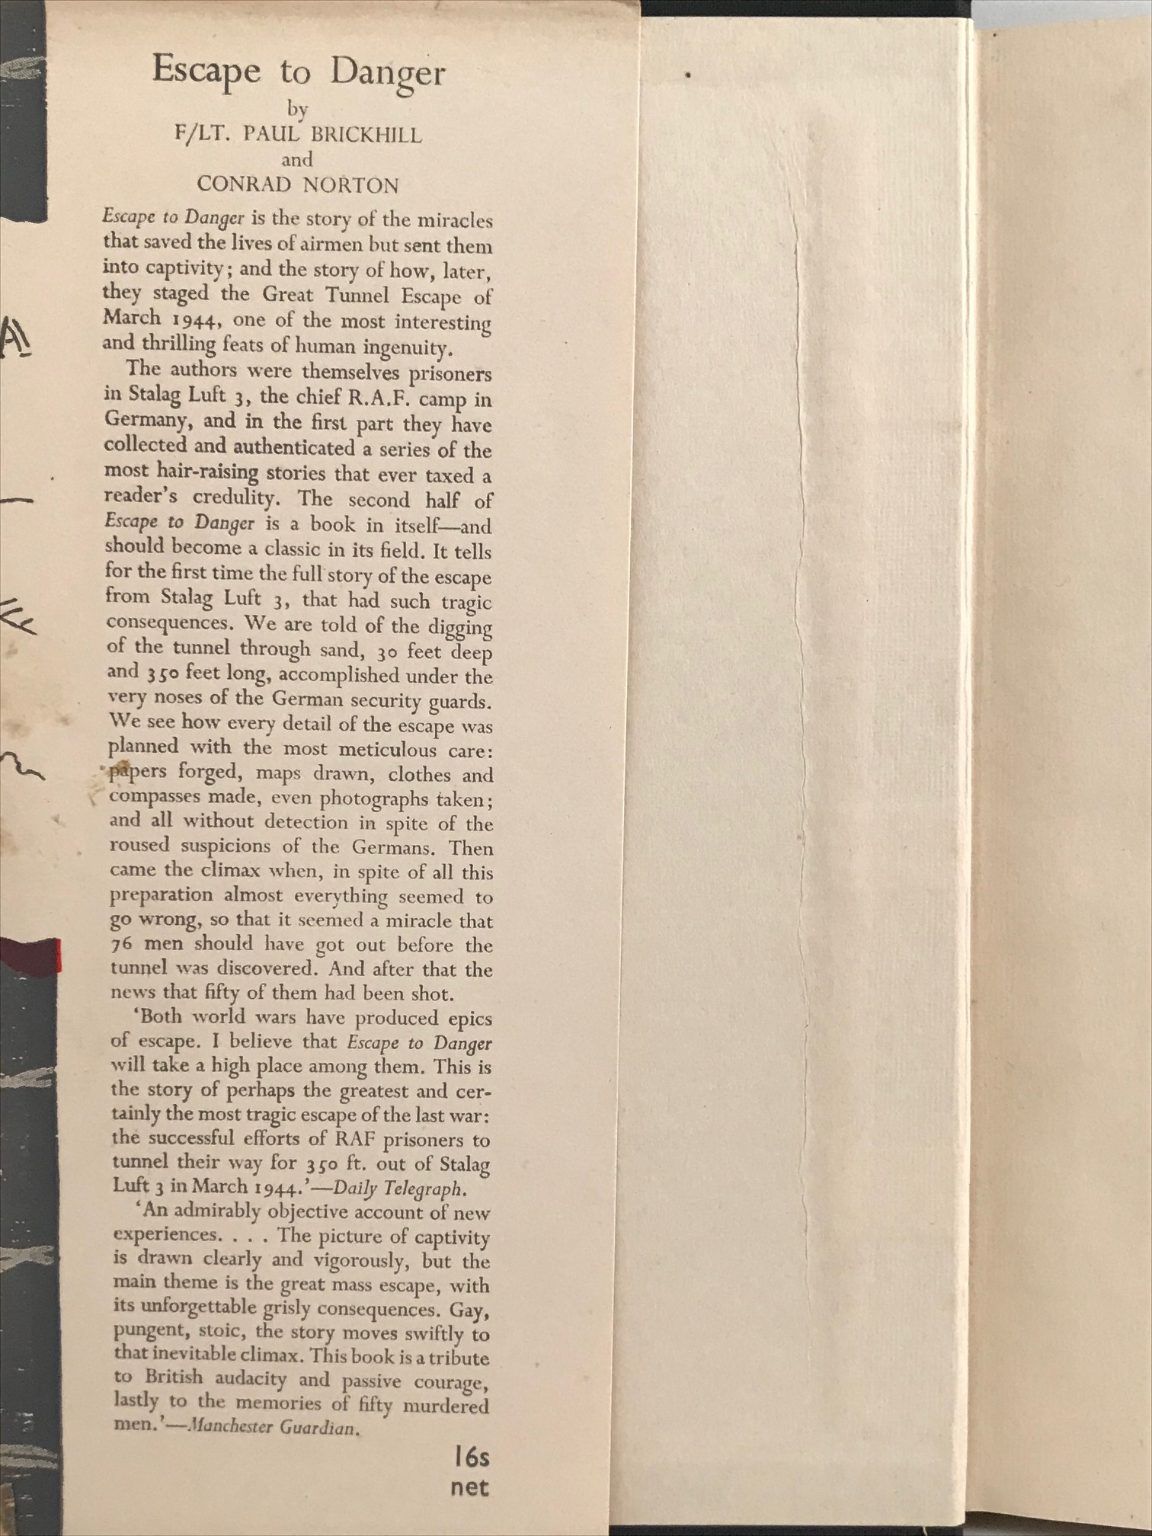 Escape to Danger
by
F/LT. PAUL BRICKHILL
and
CONRAD NORTON
Escape to Danger is the story of the miracles
that saved the lives of airmen but sent them
into captivity; and the story of how, later,
they staged the Great Tunnel Escape of
March 1944, one of the most interesting
and thrilling feats of human ingenuity.
The authors were themselves prisoners
in Stalag Luft 3, the chief R.A.F. camp in
Germany, and in the first part they have
collected and authenticated a series of the
most hair-raising stories that ever taxed a
reader's credulity. The second half of
Escape to Danger is a book in itself—and
should become a classic in its field. It tells
for the first time the full story of the escape
from Stalag Luft 3, that had such tragic
consequences. We are told of the digging
of the tunnel through sand, 30 feet deep
and 350 feet long, accomplished under the
very noses of the German security guards.
We see how every detail of the escape was
planned with the most meticulous care:
papers forged, maps drawn, clothes and
compasses made, even photographs taken;
and all without detection in spite of the
roused suspicions of the Germans. Then
came the climax when, in spite of all this
preparation almost everything seemed to
go wrong, so that it seemed a miracle that
76 men should have got out before the
tunnel was discovered. And after that the
news that fifty of them had been shot.
'Both world wars have produced epics
of escape. I believe that Escape to Danger
will take a high place among them. This is
the story of perhaps the greatest and cer-
tainly the most tragic escape of the last war:
the successful efforts of RAF prisoners to
tunnel their way for 350 ft. out of Stalag
Luft 3 in March 1944.'—Daily Telegraph.
'An admirably objective account of new
experiences. . . . The picture of captivity
is drawn clearly and vigorously, but the
main theme is the great mass escape, with
its unforgettable grisly consequences. Gay,
pungent, stoic, the story moves swiftly to
that inevitable climax. This book is a tribute
to British audacity and passive courage,
lastly to the memories of fifty murdered
men.'—Manchester Guardian.
16s
net